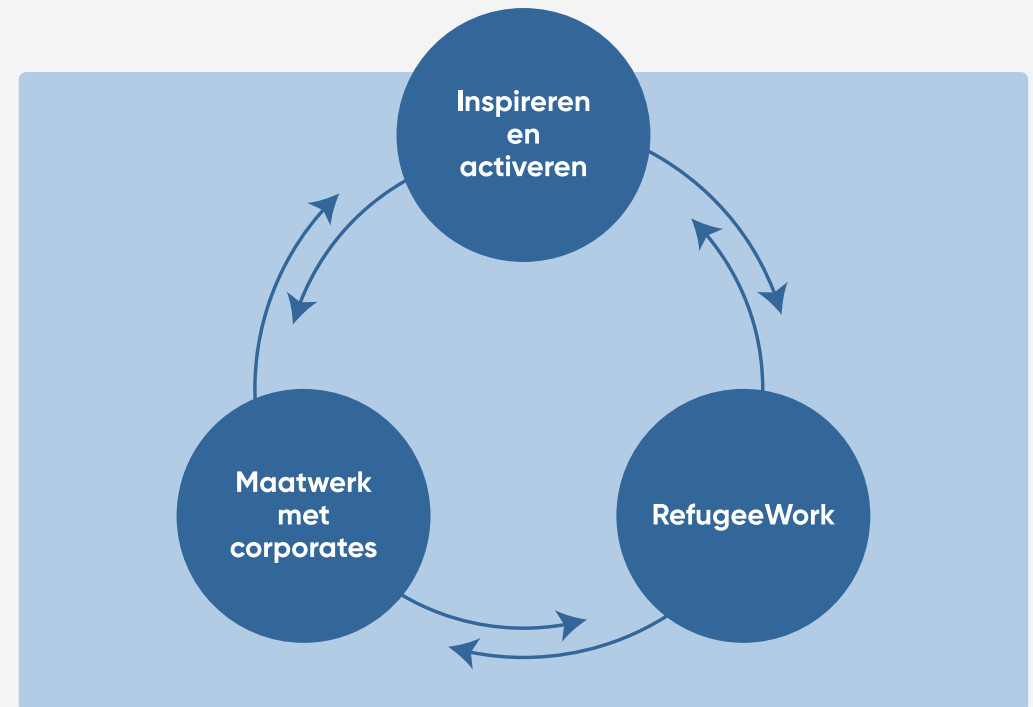 Inspireren
en
activeren
Maatwerk
met
corporates
RefugeeWork